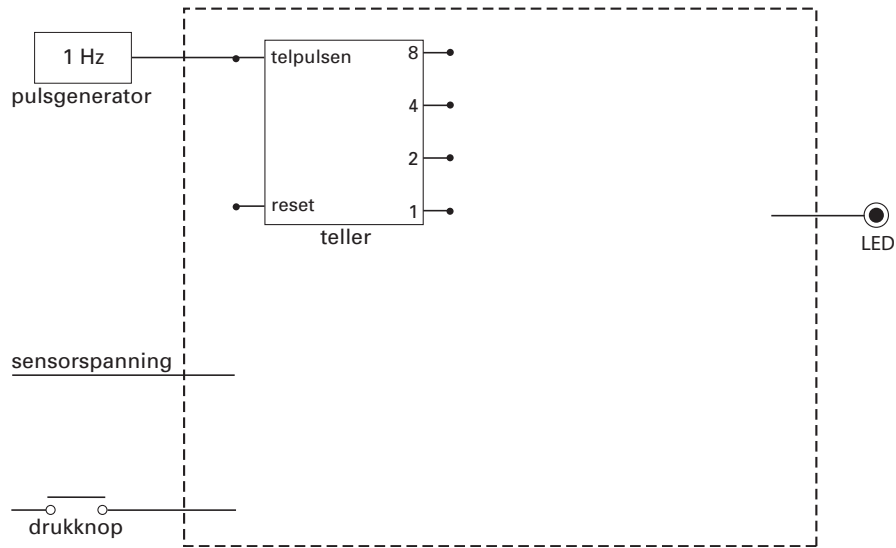 1 Hz
pulsgenerator
telpulsen
8
4
2
reset
1
teller
LED
sensorspanning
drukknop